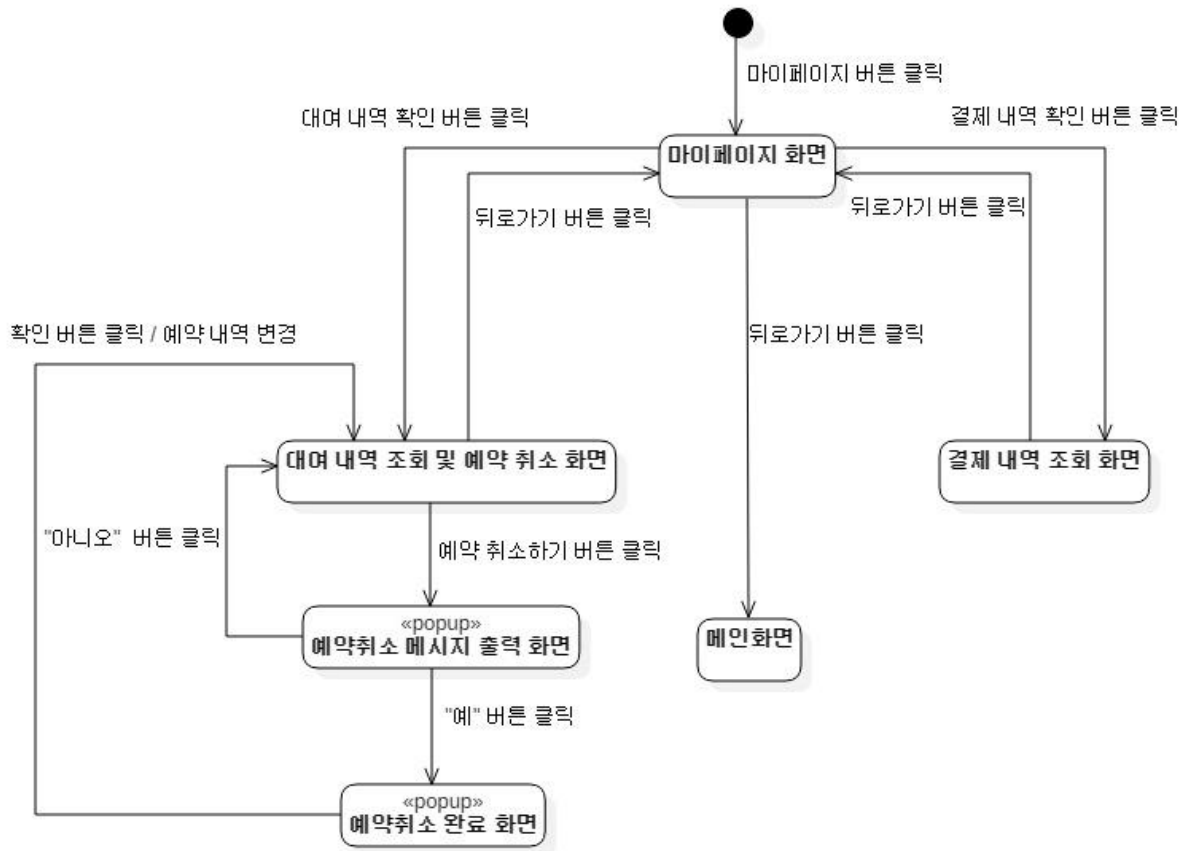 마이페이지 버튼 클릭
대여 내역 확인 버튼 클릭
결제 내역 확인 버튼 클릭
마이페이지 화면
뒤로가기 버튼 클릭
뒤로가기 버튼 클릭
확인 버튼 클릭 / 예약 내역 변경
뒤로가기 버튼 클릭
대여 내역 조회 및 예약 취소 화면
결제 내역 조회 화면
"아니오" 버튼 클릭
예약 취소하기 버튼 클릭
«popup»
예약취소 메시지 출력 화면
메인화면
"예" 버튼 클릭
«popup»
예약취소 완료 화면